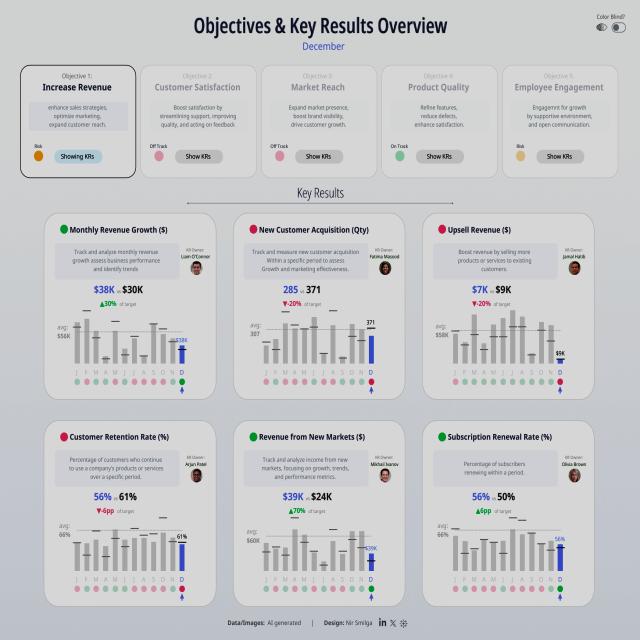 Objectives & Key Results Overview
Color Blind?
December
Objective 1:
Increase Revenue
enhance sales strategies,
optimise marketing,
expand customer reach.
Risk
Showing KRs
Objective 2:
Customer Satisfaction
Boost satisfaction by
streamlining support, improving
quality, and acting on feedback
Off Track
Show KRs
Objective 3:
Market Reach
Expand market presence,
boost brand visibility,
drive customer growth.
Off Track
Show KRs
Objective 4:
Product Quality
Refine features,
reduce defects,
enhance satisfaction.
On Track
Show KRs
Objective 5:
Employee Engagement
Engagemnt for growth
by supportive environment,
and open communication.
Risk
Show KRs
Key Results
Monthly Revenue Growth ($)
Track and analyze monthly revenue
growth assess business performance
and identify trends
KR Owner:
Liam O'Connor
$38K vs $30K
▲30% of target
avg:
$56K
$38K
J F M A M J J A S O N D
New Customer Acquisition (Qty)
Track and measure new customer acquisition
Within a specific period to assess
Growth and marketing effectiveness.
KR Owner:
Fatima Masood
285 vs 371
▼-20% of target
avg:
307
371
J F M A M J J A S O N D
Upsell Revenue ($)
Boost revenue by selling more
products or services to existing
customers.
KR Owner:
Jamal Habib
$7K vs $9K
▼-20% of target
avg:
$58K
$9K
J F M A M J J A S O N D
Customer Retention Rate (%)
Percentage of customers who continue
to use a company's products or services
over a specific period.
KR Owner:
Arjun Patel
56% vs 61%
▼-6pp of target
avg:
66%
61%
J F M A M J J A S O N D
Revenue from New Markets ($)
Track and analyze income from new
markets, focusing on growth, trends,
and performance metrics.
KR Owner:
Mikhail Ivanov
$39K vs $24K
▲70% of target
avg:
$60K
$39K
J F M A M J J A S O N D
Subscription Renewal Rate (%)
Percentage of subscribers
renewing within a period.
KR Owner:
Olivia Brown
56% vs 50%
▲6pp of target
avg:
66%
56%
J F M A M J J A S O N D
Data/Images: AI generated | Design: Nir Smilga in X